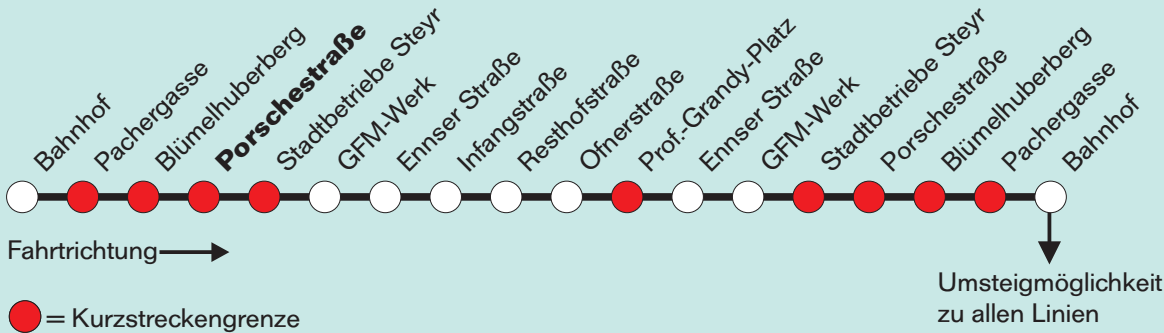 Bahnhof
Pachergasse
Blümelhuberberg
Porschestraße
Stadtbetriebe Steyr
GFM-Werk
Ennser Straße
Infangstraße
Resthofstraße
Ofnerstraße
Prof.-Grandy-Platz
Ennser Straße
GFM-Werk
Stadtbetriebe Steyr
Porschestraße
Blümelhuberberg
Pachergasse
Bahnhof
Fahrtrichtung
Umsteigmöglichkeit
zu allen Linien
= Kurzstreckengrenze